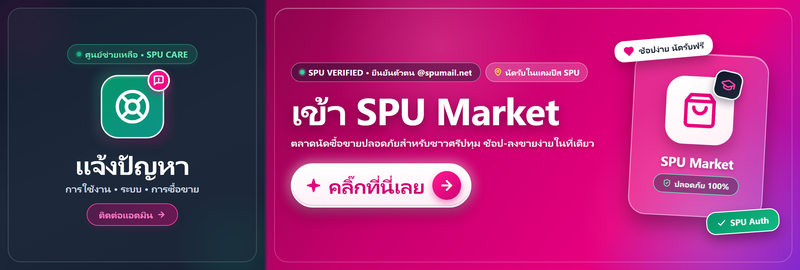 ศูนย์ช่วยเหลือ • SPU CARE
แจ้งปัญหา
การใช้งาน • ระบบ • การซื้อขาย
ติดต่อแอดมิน →
SPU VERIFIED • ยืนยันตัวตน @spumail.net
นัดรับในแคมปัส SPU
เข้า SPU Market
ตลาดนัดซื้อขายปลอดภัยสำหรับชาวศรีปทุม ช้อป-ลงขายง่ายในที่เดียว
คลิ๊กที่นี่เลย →
ช้อปง่าย นัดรับฟรี
SPU Market
ปลอดภัย 100%
SPU Auth